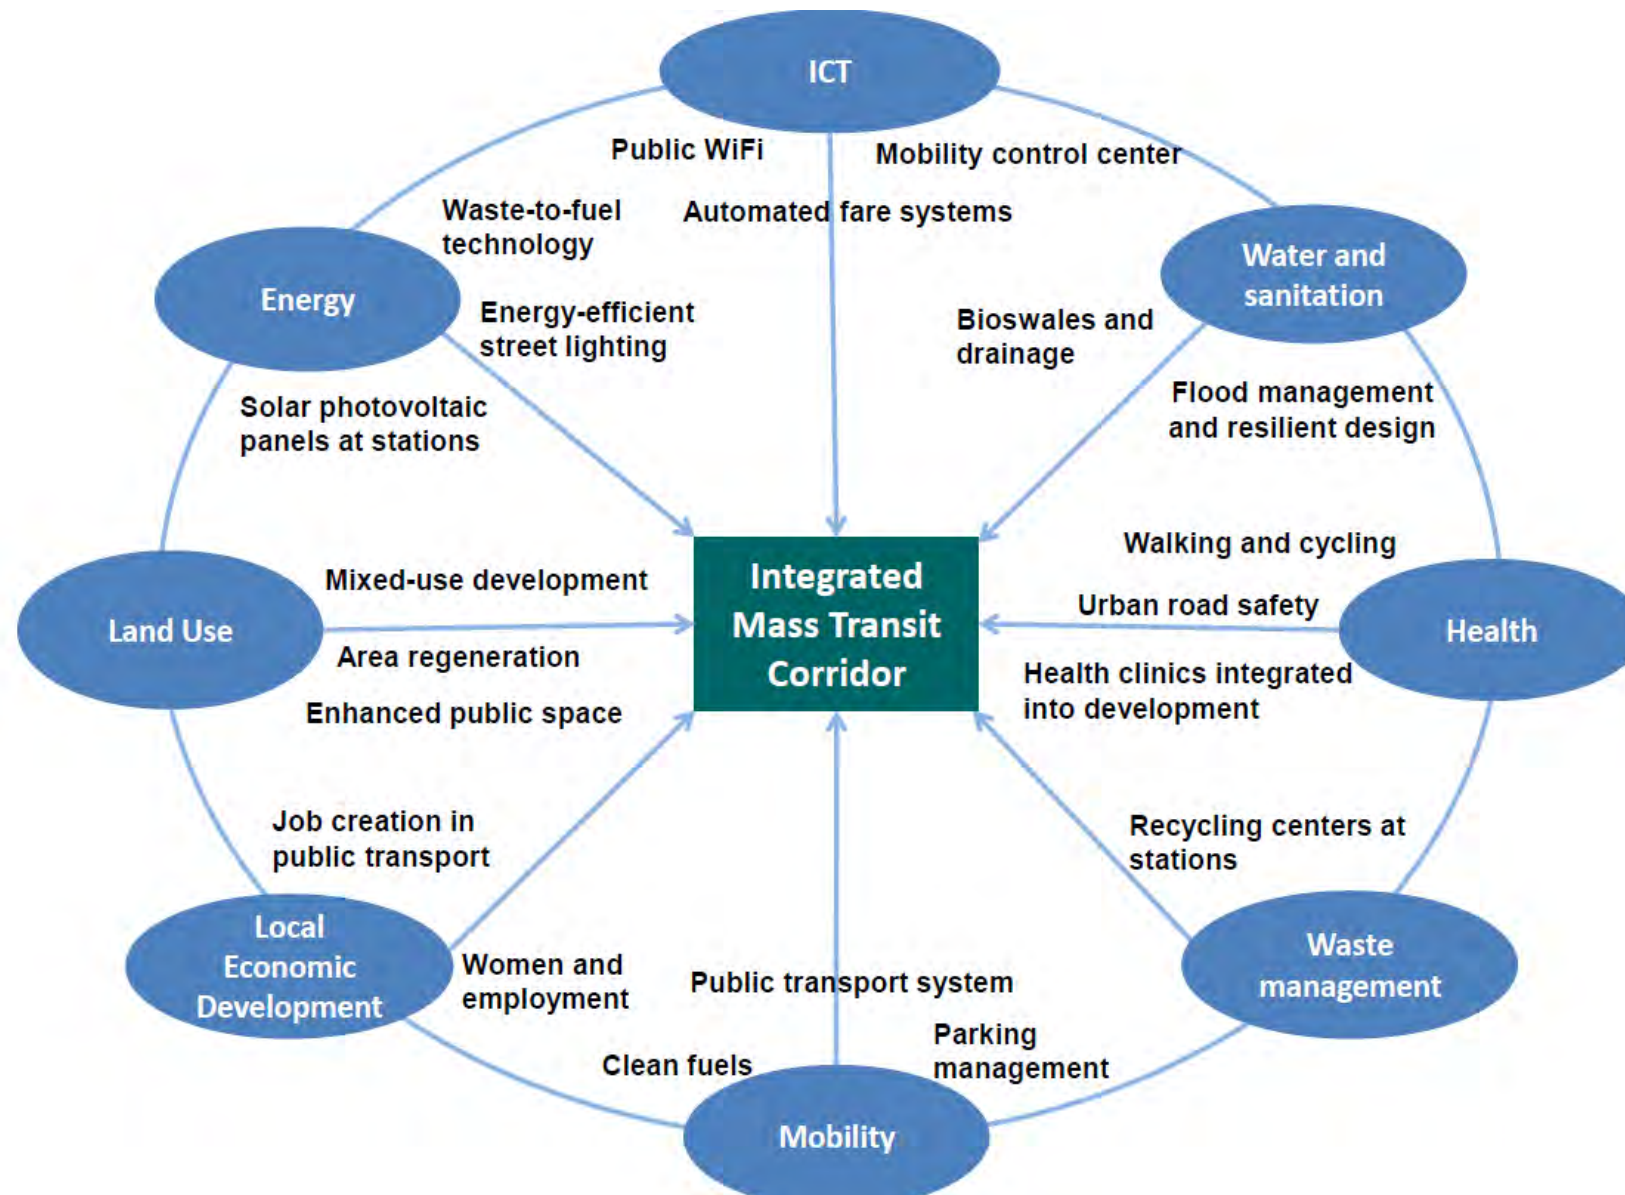 ICT
Public WiFi
Mobility control center
Automated fare systems
Waste-to-fuel
technology
Energy
Energy-efficient
street lighting
Solar photovoltaic
panels at stations
Water and
sanitation
Bioswales and
drainage
Flood management
and resilient design
Walking and cycling
Urban road safety
Health
Health clinics integrated
into development
Integrated
Mass Transit
Corridor
Mixed-use development
Land Use
Area regeneration
Enhanced public space
Job creation in
public transport
Local
Economic
Development
Women and
employment
Recycling centers at
stations
Waste
management
Public transport system
Parking
management
Clean fuels
Mobility